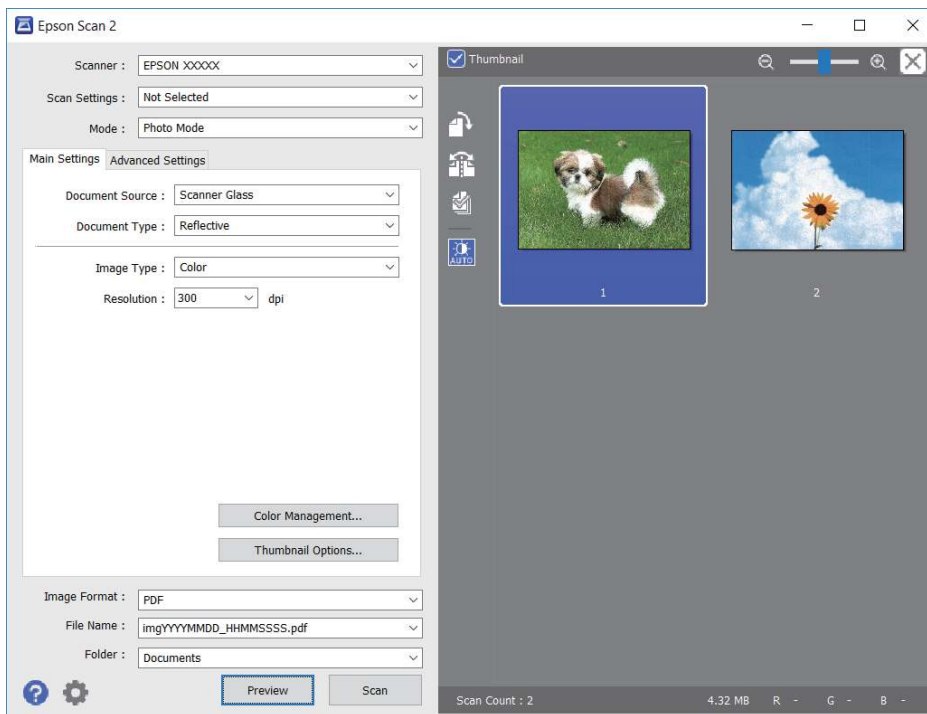 Epson Scan 2
Scanner : EPSON XXXXX
Scan Settings : Not Selected
Mode : Photo Mode
Main Settings Advanced Settings
Document Source : Scanner Glass
Document Type : Reflective
Image Type : Color
Resolution : 300 dpi
Color Management...
Thumbnail Options...
Image Format : PDF
File Name : imgYYYYMMDD_HHMMSSSS.pdf
Folder : Documents
Preview Scan
Thumbnail
AUTO
1 2
Scan Count : 2 4.32 MB R - G - B -